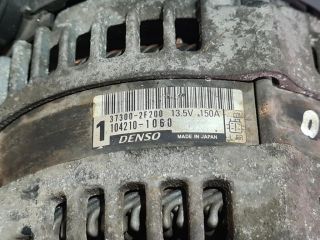 37300-2F200 13.5V 150A
1 104210-1060
DENSO MADE IN JAPAN